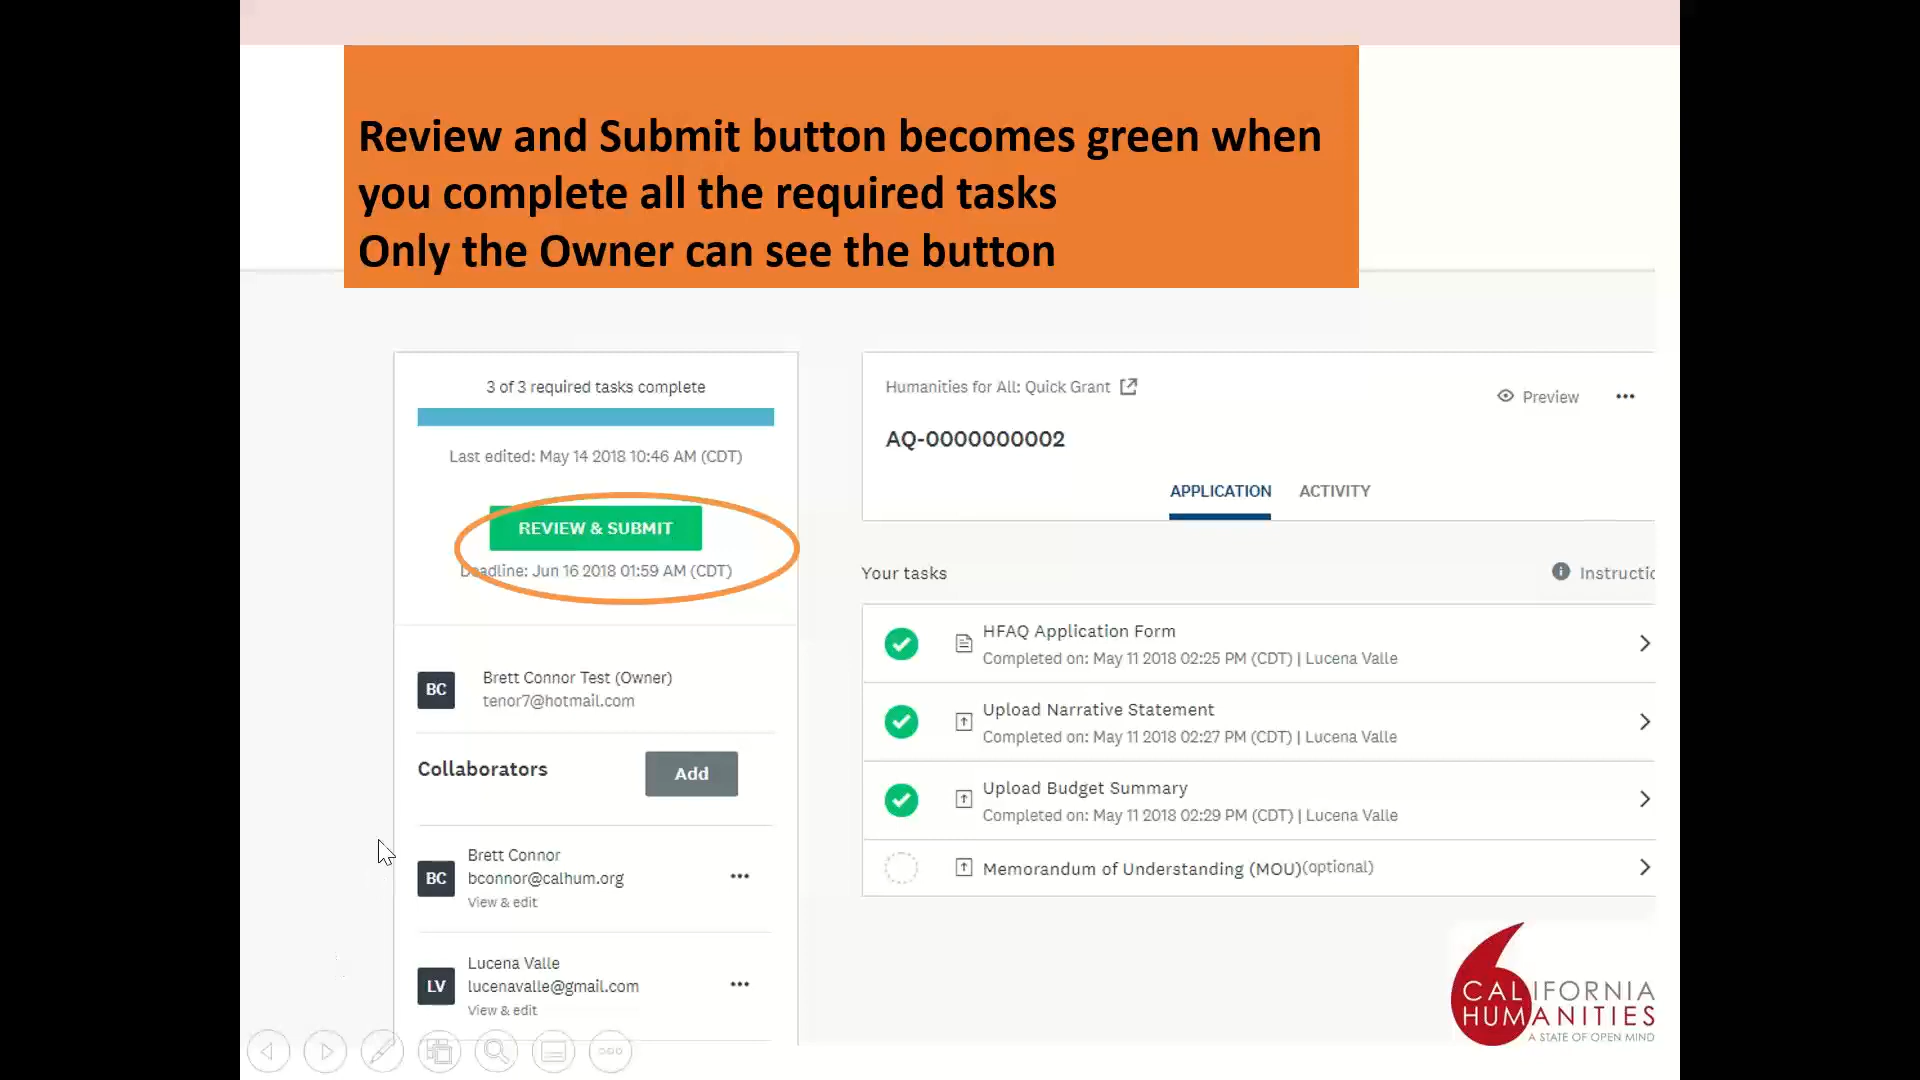 Review and Submit button becomes green when
you complete all the required tasks
Only the Owner can see the button
3 of 3 required tasks complete
Last edited: May 14 2018 10:46 AM (CDT)
REVIEW & SUBMIT
Deadline: Jun 16 2018 01:59 AM (CDT)
BC
Brett Connor Test (Owner)
tenor7@hotmail.com
Collaborators
Add
BC
Brett Connor
bconnor@calhum.org
View & edit
LV
Lucena Valle
lucenavalle@gmail.com
View & edit
Humanities for All: Quick Grant
Preview
AQ-0000000002
APPLICATION ACTIVITY
Your tasks
Instructio
HFAQ Application Form
Completed on: May 11 2018 02:25 PM (CDT) | Lucena Valle
Upload Narrative Statement
Completed on: May 11 2018 02:27 PM (CDT) | Lucena Valle
Upload Budget Summary
Completed on: May 11 2018 02:29 PM (CDT) | Lucena Valle
Memorandum of Understanding (MOU)(optional)
CALIFORNIA
HUMANITIES
A STATE OF OPEN MIND